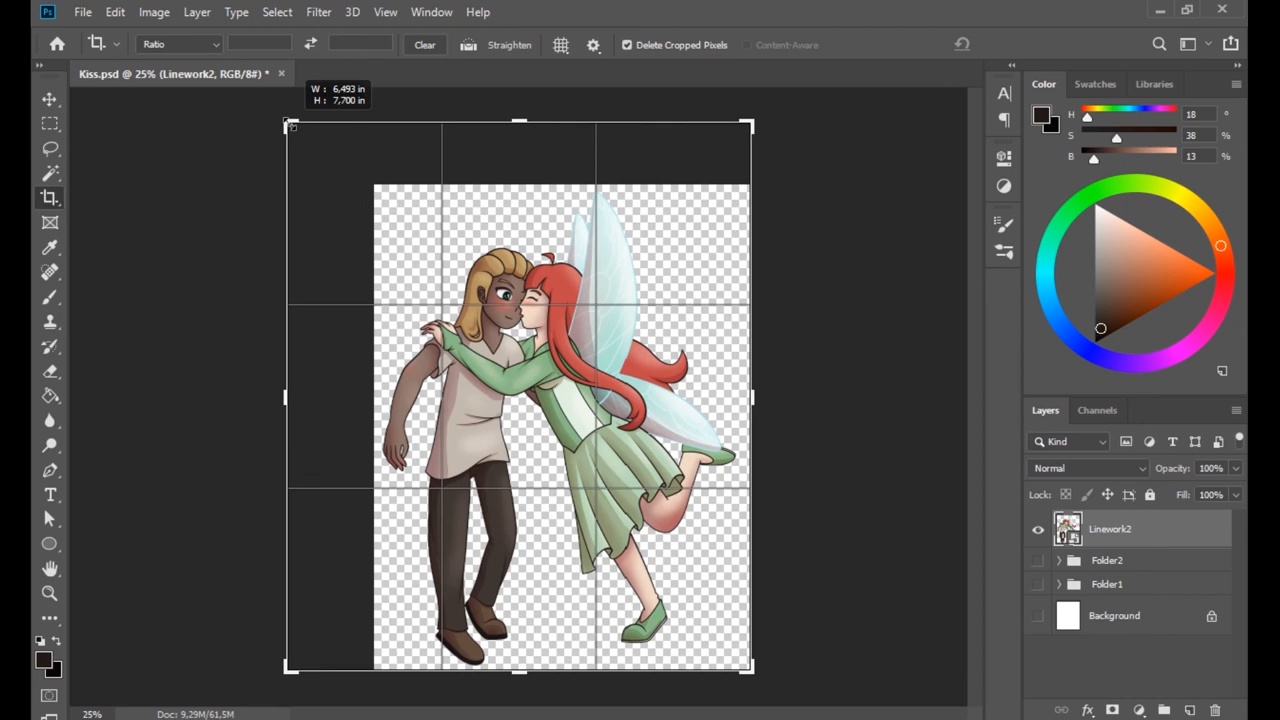 Ps File Edit Image Layer Type Select Filter 3D View Window Help
Ratio Clear Straighten Delete Cropped Pixels Content-Aware
Kiss.psd @ 25% (Linework2, RGB/8#) *
W : 6,493 in
H : 7,700 in
Color Swatches Libraries
H 18 °
S 38 %
B 13 %
Layers Channels
Kind
Normal Opacity: 100%
Lock: Fill: 100%
Linework2
Folder2
Folder1
Background
25% Doc: 9,29M/61,5M